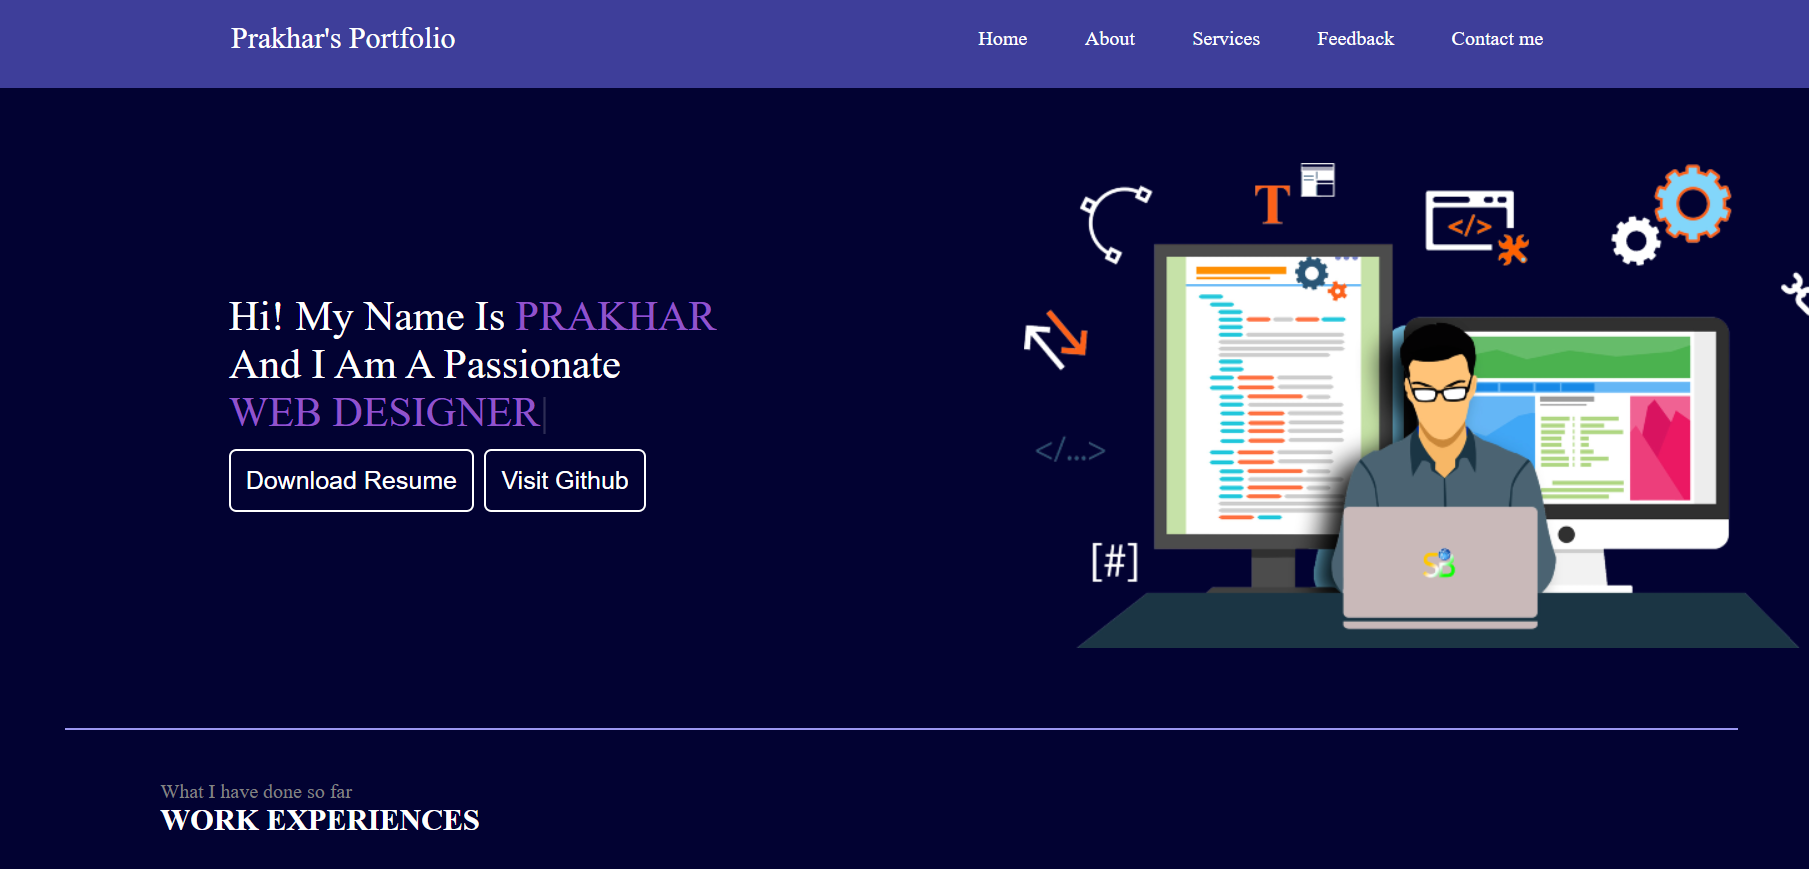 Prakhar's Portfolio
Home
About
Services
Feedback
Contact me
T
</>
Hi! My Name Is PRAKHAR
And I Am A Passionate
WEB DESIGNER
Download Resume
Visit Github
</...>
[#]
SB
What I have done so far
WORK EXPERIENCES